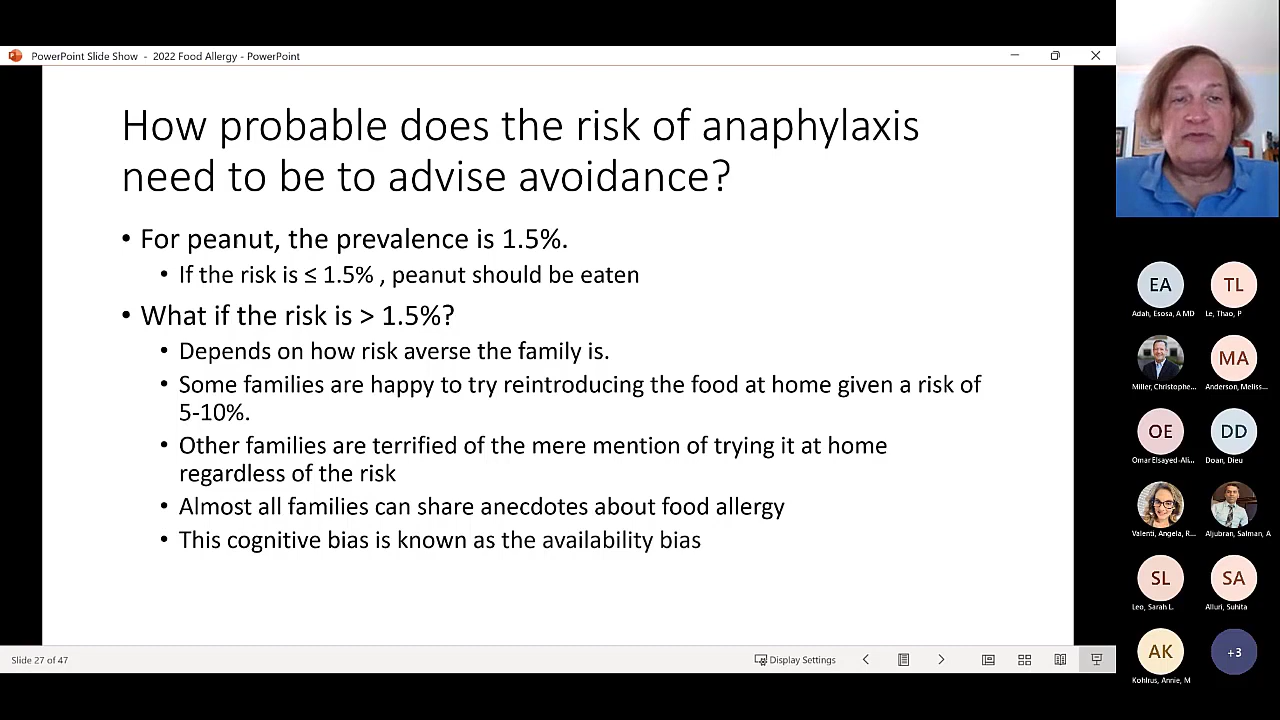 PowerPoint Slide Show - 2022 Food Allergy - PowerPoint
How probable does the risk of anaphylaxis
need to be to advise avoidance?
• For peanut, the prevalence is 1.5%.
• If the risk is ≤ 1.5% , peanut should be eaten
• What if the risk is > 1.5%?
• Depends on how risk averse the family is.
• Some families are happy to try reintroducing the food at home given a risk of
5-10%.
• Other families are terrified of the mere mention of trying it at home
regardless of the risk
• Almost all families can share anecdotes about food allergy
• This cognitive bias is known as the availability bias
Slide 27 of 47
Display Settings
EA
Adah, Esosa, A MD
TL
Le, Thao, P
Miller, Christophe...
MA
Anderson, Meliss...
OE
Omar Elsayed-Ali...
DD
Doan, Dieu
Valenti, Angela, R...
Aljubran, Salman, A
SL
Leo, Sarah L.
SA
Alluri, Suhita
AK
Kohlrus, Annie, M
+3